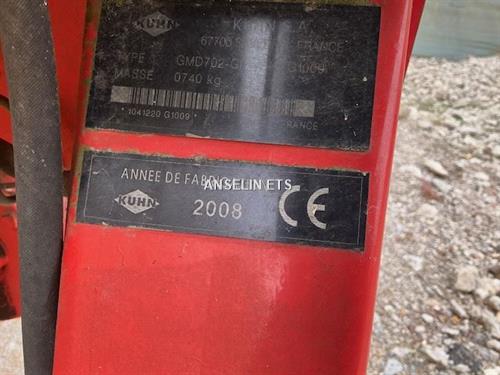 KUHN K S.A
67700 S FRANCE
TYPE GMD702-G G1009
MASSE 0740 kg
*1041220 G1009*
FRANCE
ANNEE DE FABRIC
ANSELIN ETS
KUHN 2008 CE